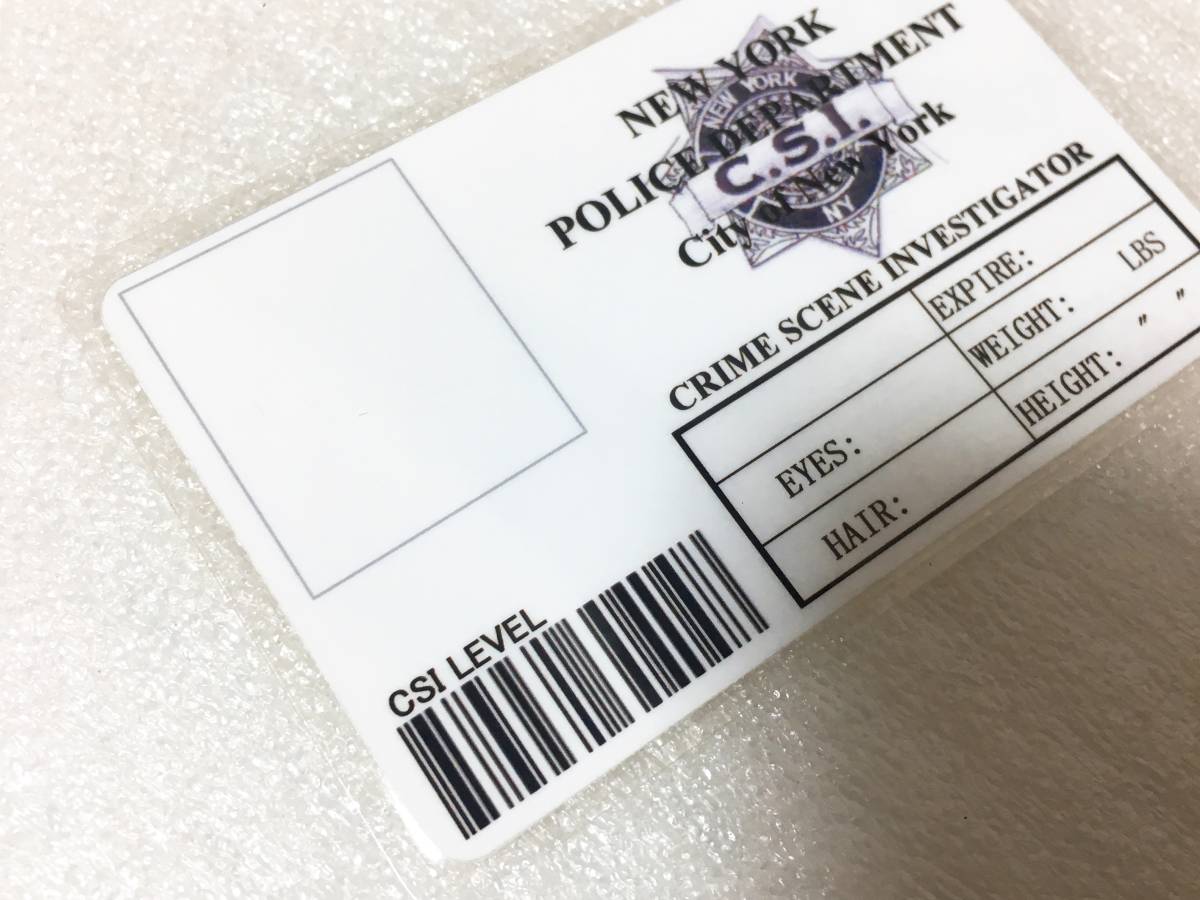 NEW YORK
POLICE DEPARTMENT
City of New York
NEW YORK
C.S.I.
NY
CRIME SCENE INVESTIGATOR
EXPIRE:
EYES: WEIGHT: LBS
HAIR: HEIGHT: " "
CSI LEVEL